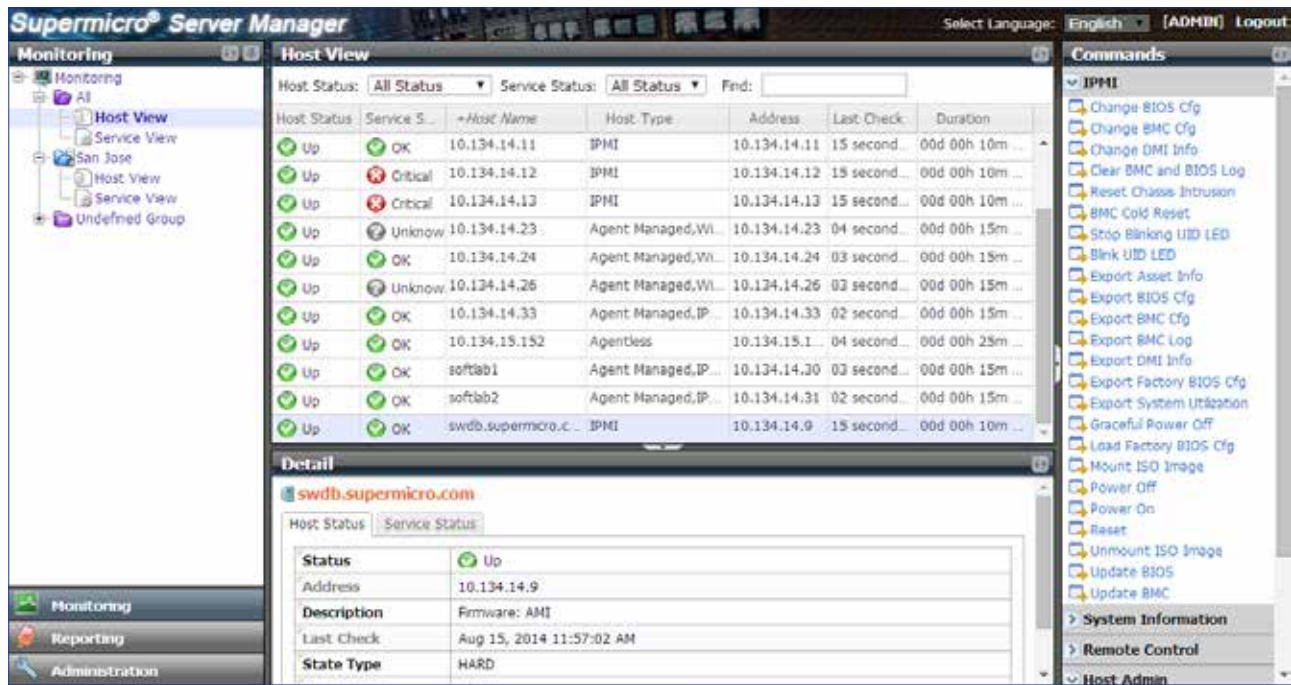 Supermicro® Server Manager
Select Language: English [ADMIN] Logout
Monitoring
Monitoring
All
Host View
Service View
San Jose
Host View
Service View
Undefined Group
Monitoring
Reporting
Administration
Host View
Host Status: All Status Service Status: All Status Find:
Host Status Service S... Host Name Host Type Address Last Check Duration
Up OK 10.134.14.11 IPMI 10.134.14.11 15 second... 00d 00h 10m ...
Up Critical 10.134.14.12 IPMI 10.134.14.12 15 second... 00d 00h 10m ...
Up Critical 10.134.14.13 IPMI 10.134.14.13 15 second... 00d 00h 10m ...
Up Unknow 10.134.14.23 Agent Managed,Wi... 10.134.14.23 04 second... 00d 00h 15m ...
Up OK 10.134.14.24 Agent Managed,Wi... 10.134.14.24 03 second... 00d 00h 15m ...
Up Unknow 10.134.14.26 Agent Managed,Wi... 10.134.14.26 03 second... 00d 00h 15m ...
Up OK 10.134.14.33 Agent Managed,IP... 10.134.14.33 02 second... 00d 00h 15m ...
Up OK 10.134.15.152 Agentless 10.134.15.1... 04 second... 00d 00h 25m ...
Up OK softlab1 Agent Managed,IP... 10.134.14.30 03 second... 00d 00h 15m ...
Up OK softlab2 Agent Managed,IP... 10.134.14.31 02 second... 00d 00h 15m ...
Up OK swdb.supermicro.c... IPMI 10.134.14.9 15 second... 00d 00h 10m ...
Detail
swdb.supermicro.com
Host Status Service Status
Status Up
Address 10.134.14.9
Description Firmware: AMI
Last Check Aug 15, 2014 11:57:02 AM
State Type HARD
Commands
IPMI
Change BIOS Cfg
Change BMC Cfg
Change DMI Info
Clear BMC and BIOS Log
Reset Chassis Intrusion
BMC Cold Reset
Stop Blinking UID LED
Blink UID LED
Export Asset Info
Export BIOS Cfg
Export BMC Cfg
Export BMC Log
Export DMI Info
Export Factory BIOS Cfg
Export System Utilization
Graceful Power Off
Load Factory BIOS Cfg
Mount ISO Image
Power Off
Power On
Reset
Unmount ISO Image
Update BIOS
Update BMC
System Information
Remote Control
Host Admin